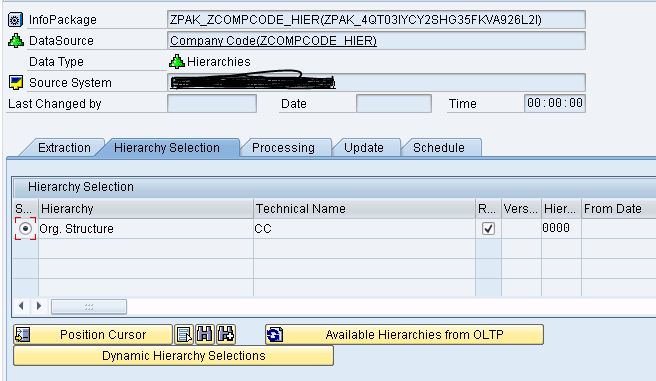 InfoPackage ZPAK_ZCOMPCODE_HIER(ZPAK_4QT03IYCY2SHG35FKVA926L2I)
DataSource Company Code(ZCOMPCODE_HIER)
Data Type Hierarchies
Source System
Last Changed by Date Time 00:00:00
Extraction Hierarchy Selection Processing Update Schedule
Hierarchy Selection
S... Hierarchy Technical Name R... Vers... Hier... From Date
Org. Structure CC 0000
Position Cursor Available Hierarchies from OLTP
Dynamic Hierarchy Selections